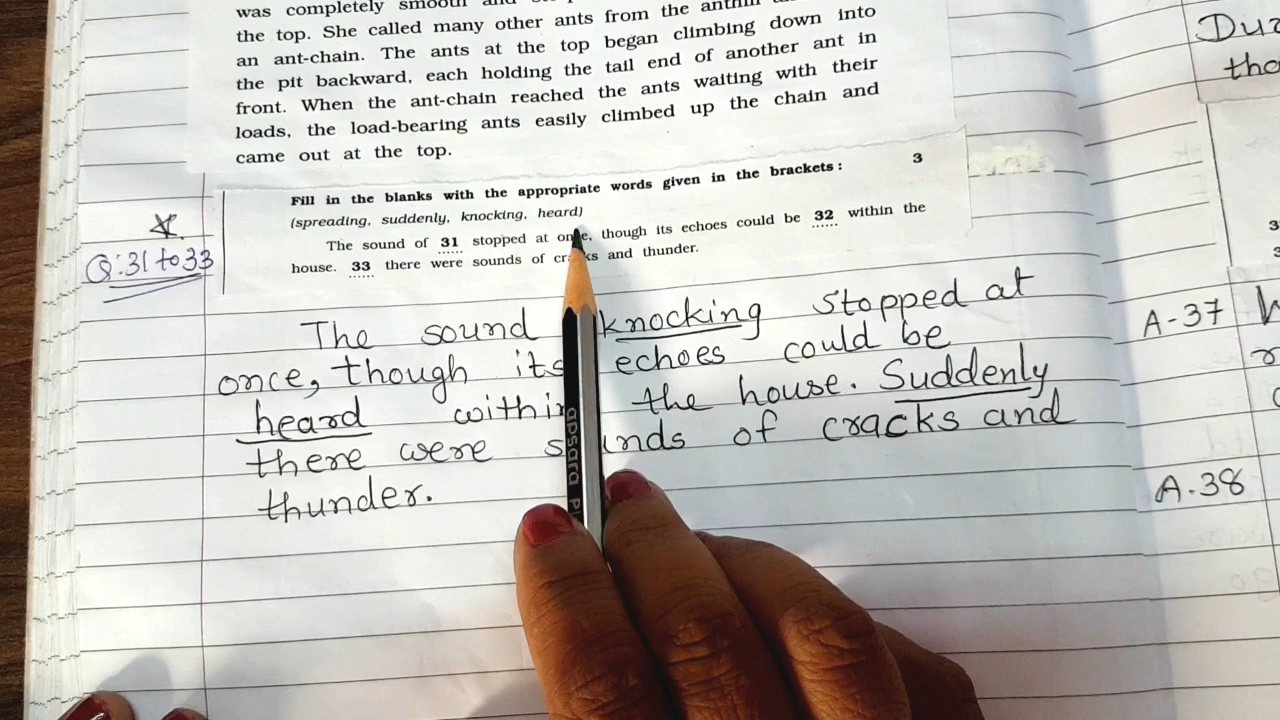 was completely smooth and
the top. She called many other ants from the anthill
an ant-chain. The ants at the top began climbing down into
the pit backward, each holding the tail end of another ant in
front. When the ant-chain reached the ants waiting with their
loads, the load-bearing ants easily climbed up the chain and
came out at the top.
Fill in the blanks with the appropriate words given in the brackets : 3
(spreading, suddenly, knocking, heard)
The sound of 31 stopped at once, though its echoes could be 32 within the
house. 33 there were sounds of cracks and thunder.
Q:31 to 33
The sound knocking stopped at
once, though its echoes could be
heard within the house. Suddenly
there were sounds of cracks and
thunder.
apsara
A-37
A-38